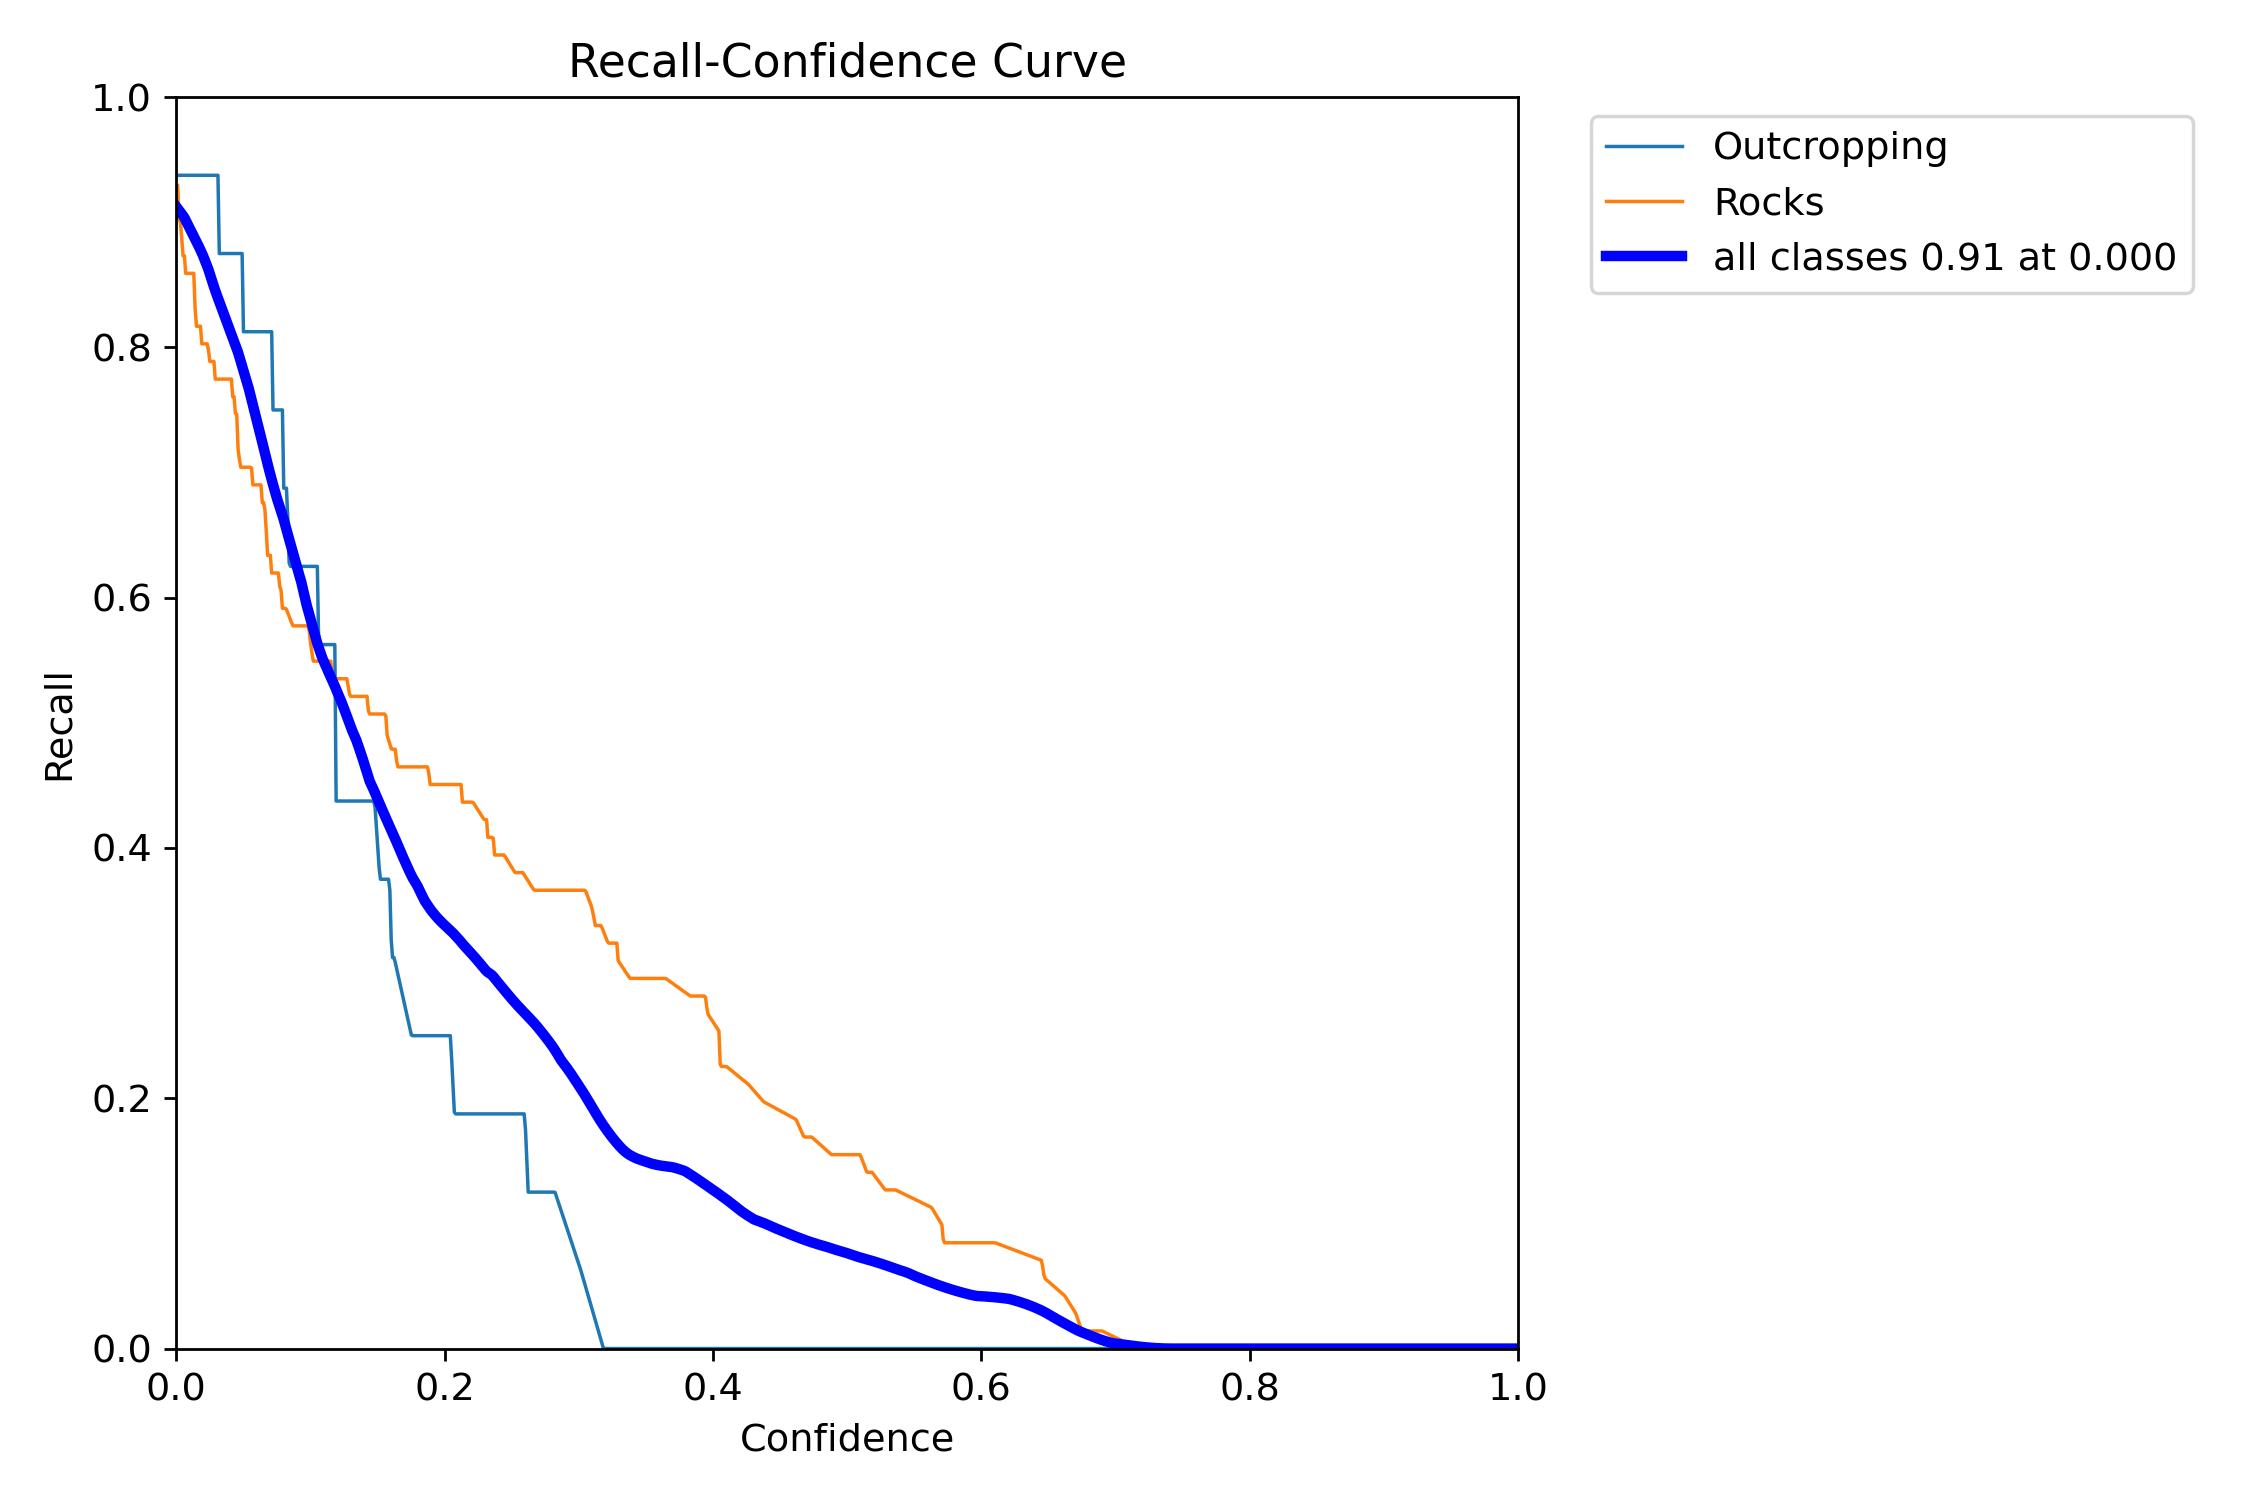 Recall-Confidence Curve
1.0
0.8
0.6
0.4
0.2
0.0
Recall
0.0 0.2 0.4 0.6 0.8 1.0
Confidence
Outcropping
Rocks
all classes 0.91 at 0.000